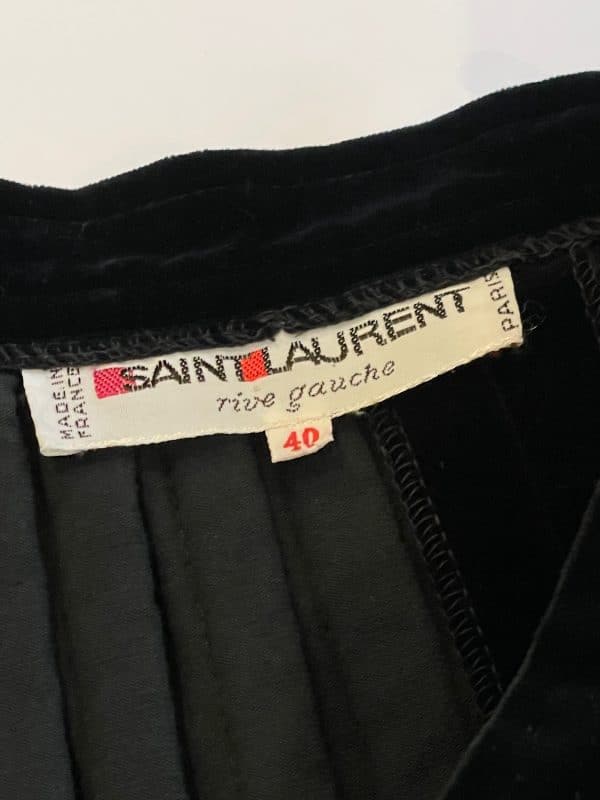 MADE IN
FRANCE
SAINT LAURENT
rive gauche
PARIS
40